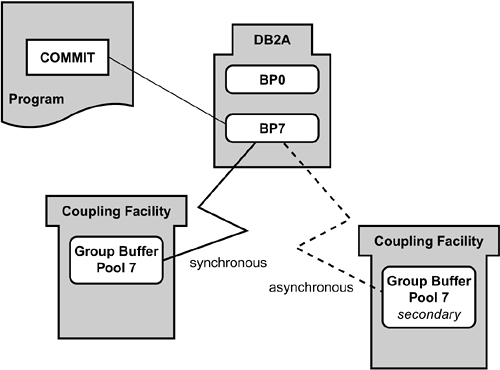 COMMIT
Program
DB2A
BP0
BP7
Coupling Facility
Group Buffer
Pool 7
synchronous
asynchronous
Coupling Facility
Group Buffer
Pool 7
secondary